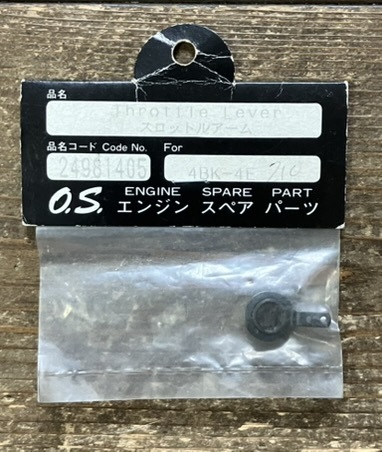 品名
Throttle Lever
スロットルアーム
品名コード Code No. For
24981405 4BK-4F 710
O.S. ENGINE SPARE PART
エンジン スペア パーツ